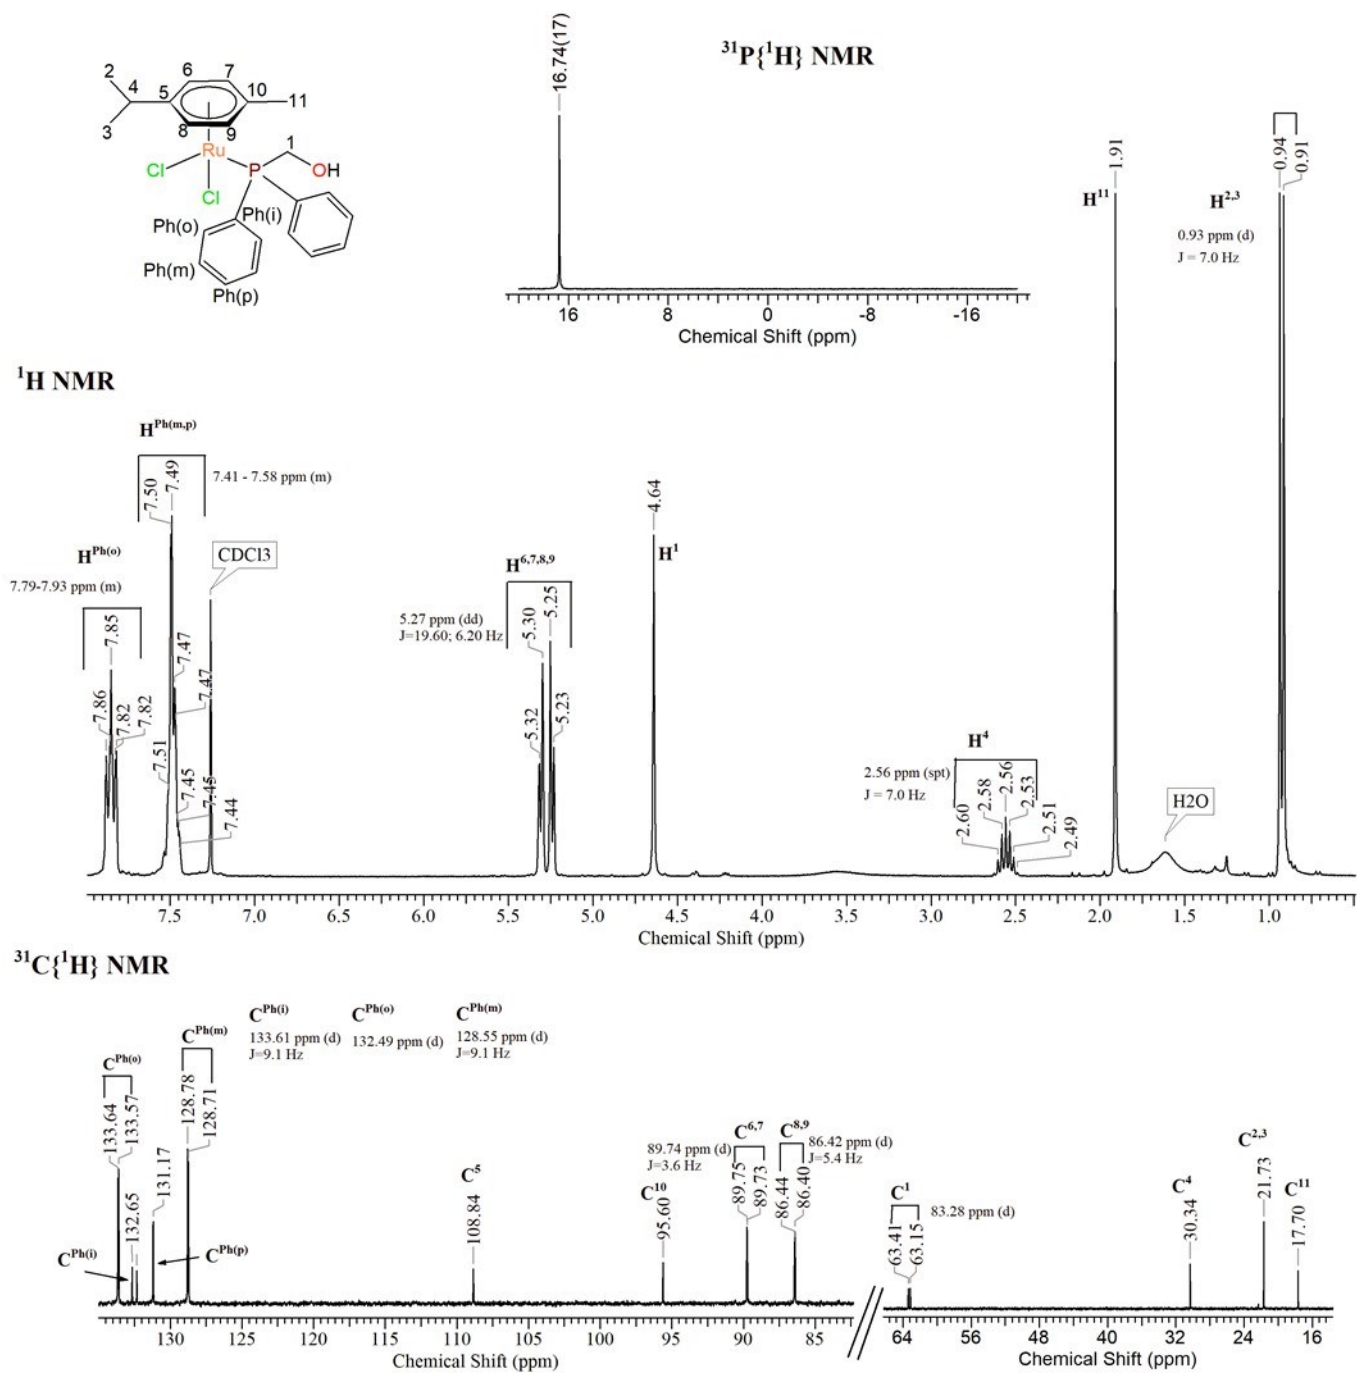 ³¹P{¹H} NMR
16.74(17)
16 8 0 -8 -16
Chemical Shift (ppm)
2
6
7
4
5
10
11
3
8
9
1
Ru
Cl
P
OH
Cl
Ph(o)
Ph(i)
Ph(m)
Ph(p)
¹H NMR
H^Ph(o)
7.79-7.93 ppm (m)
7.86
7.85
7.82
7.82
H^Ph(m,p)
7.41 - 7.58 ppm (m)
7.51
7.50
7.49
7.47
7.47
7.45
7.45
7.44
CDCl3
H^6,7,8,9
5.27 ppm (dd)
J=19.60; 6.20 Hz
5.32
5.30
5.25
5.23
4.64
H¹
H⁴
2.56 ppm (spt)
J = 7.0 Hz
2.60
2.58
2.56
2.53
2.51
2.49
1.91
H¹¹
H2O
H^2,3
0.93 ppm (d)
J = 7.0 Hz
0.94
0.91
7.5 7.0 6.5 6.0 5.5 5.0 4.5 4.0 3.5 3.0 2.5 2.0 1.5 1.0
Chemical Shift (ppm)
³¹C{¹H} NMR
C^Ph(i)
133.61 ppm (d)
J=9.1 Hz
C^Ph(o)
132.49 ppm (d)
C^Ph(m)
128.55 ppm (d)
J=9.1 Hz
C^Ph(o)
133.64
133.57
132.65
131.17
C^Ph(m)
128.78
128.71
C^Ph(i)
C^Ph(p)
C⁵
108.84
C¹⁰
95.60
89.74 ppm (d)
J=3.6 Hz
C^6,7
89.75
89.73
C^8,9
86.42 ppm (d)
J=5.4 Hz
86.44
86.40
C¹
83.28 ppm (d)
63.41
63.15
C⁴
30.34
C^2,3
21.73
C¹¹
17.70
130 125 120 115 110 105 100 95 90 85
Chemical Shift (ppm)
64 56 48 40 32 24 16
Chemical Shift (ppm)